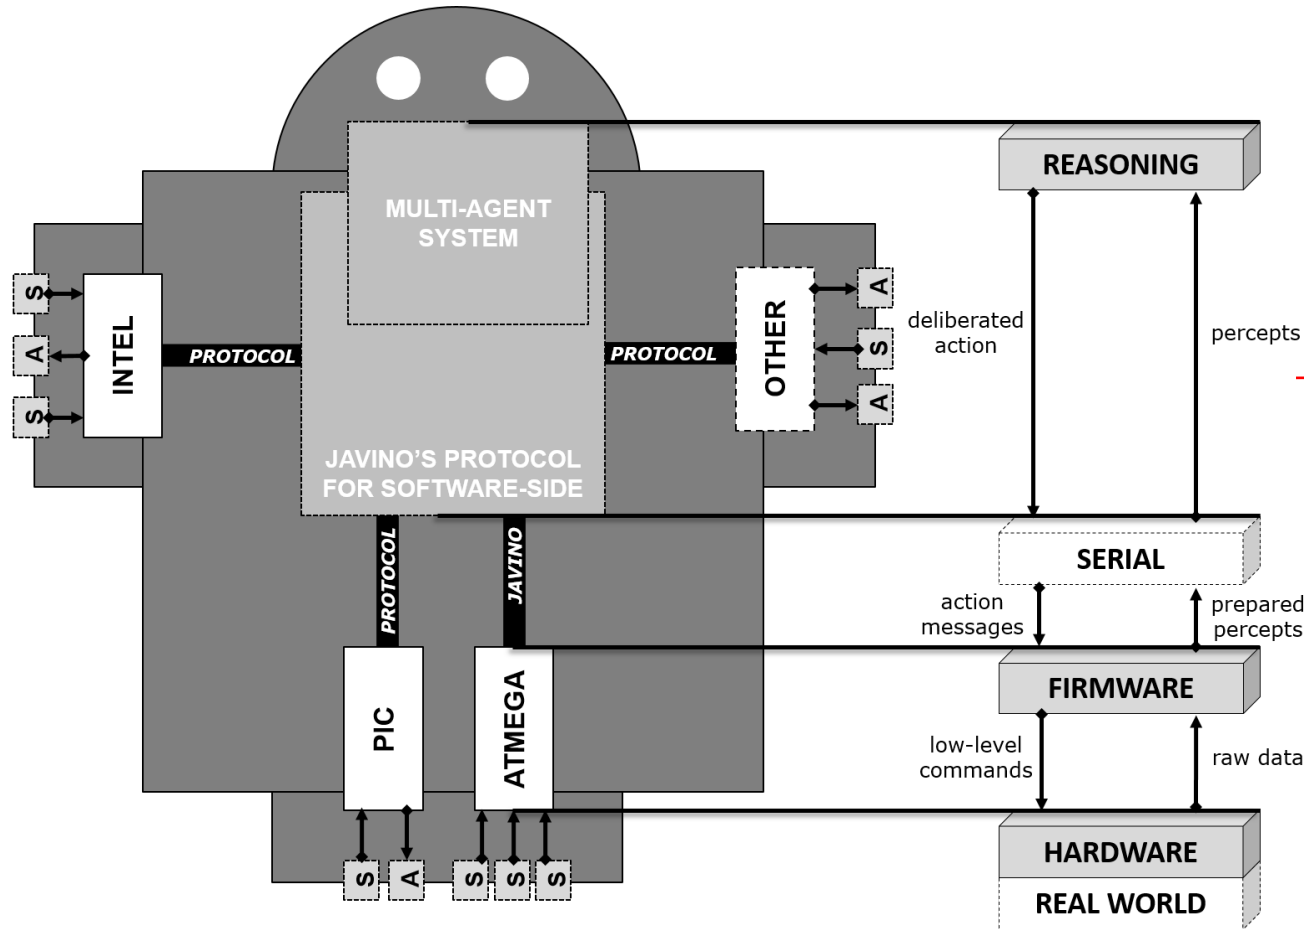 REASONING
MULTI-AGENT
SYSTEM
S
A
S
INTEL
PROTOCOL
PROTOCOL
OTHER
A
S
A
deliberated
action
percepts
JAVINO'S PROTOCOL
FOR SOFTWARE-SIDE
PROTOCOL
JAVINO
SERIAL
action
messages
prepared
percepts
PIC
ATMEGA
FIRMWARE
low-level
commands
raw data
S
A
S
S
S
HARDWARE
REAL WORLD